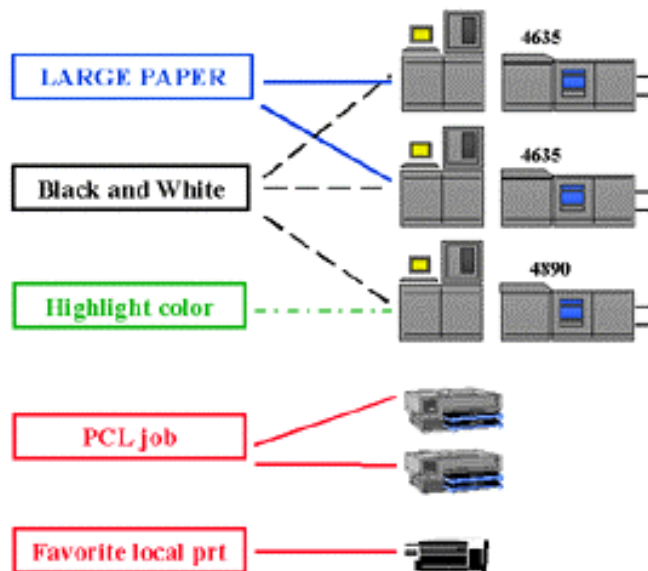 4635
LARGE PAPER
4635
Black and White
4890
Highlight color
PCL job
Favorite local prt